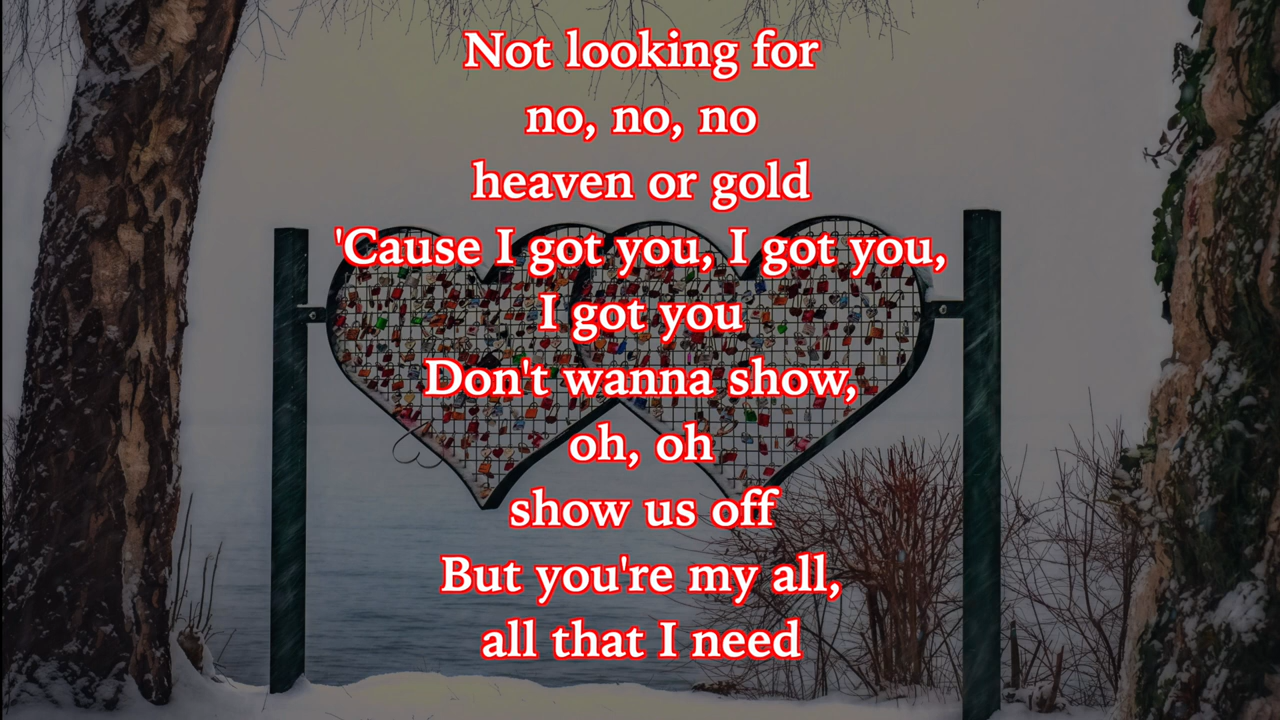 Not looking for
no, no, no
heaven or gold
'Cause I got you, I got you,
I got you
Don't wanna show,
oh, oh
show us off
But you're my all,
all that I need